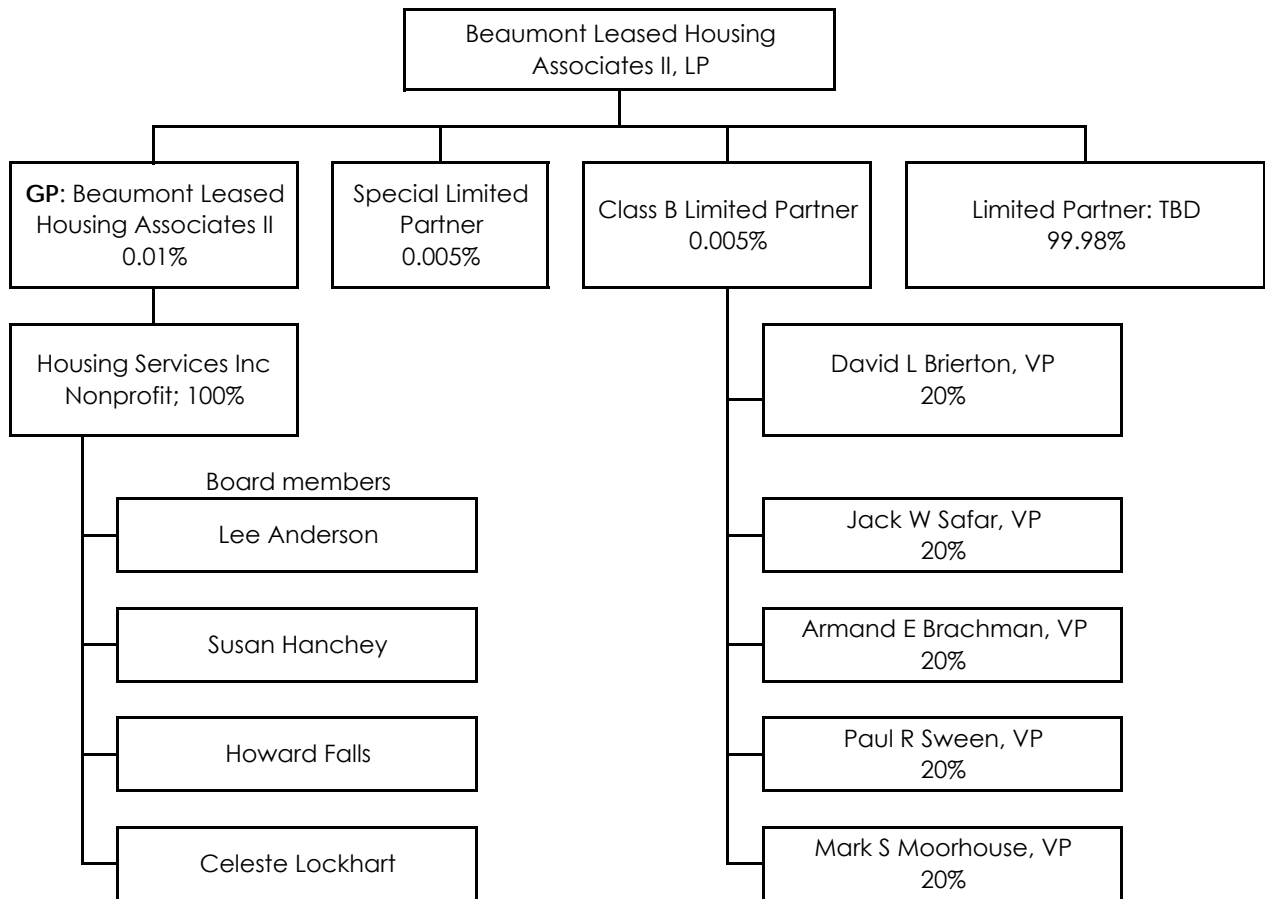 Beaumont Leased Housing
Associates II, LP
GP: Beaumont Leased
Housing Associates II
0.01%
Special Limited
Partner
0.005%
Class B Limited Partner
0.005%
Limited Partner: TBD
99.98%
Housing Services Inc
Nonprofit; 100%
Board members
Lee Anderson
Susan Hanchey
Howard Falls
Celeste Lockhart
David L Brierton, VP
20%
Jack W Safar, VP
20%
Armand E Brachman, VP
20%
Paul R Sween, VP
20%
Mark S Moorhouse, VP
20%